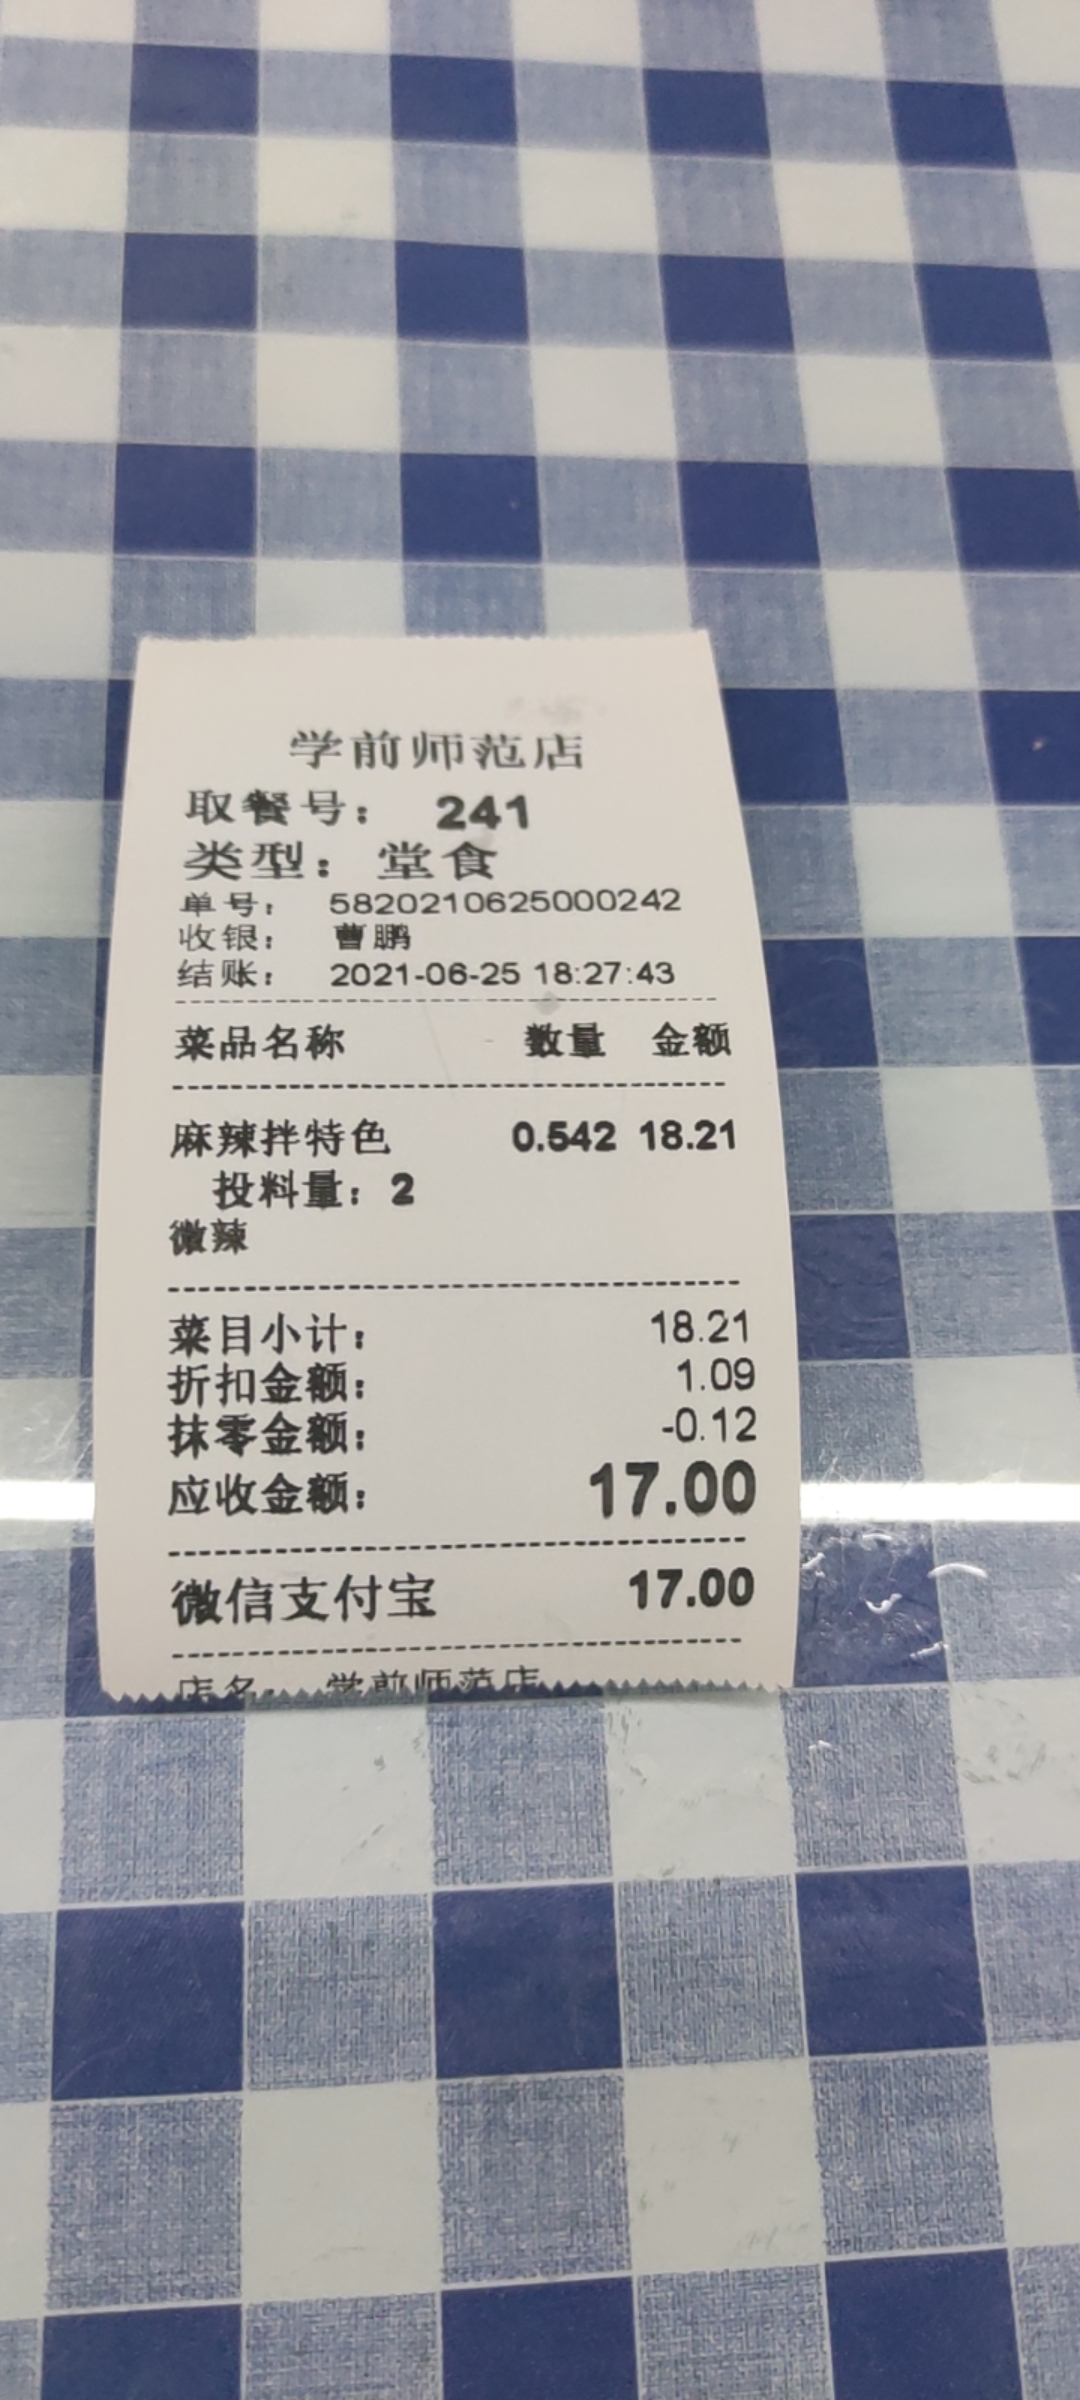 学前师范店
取餐号： 241
类型：堂食
单号： 5820210625000242
收银： 曹鹏
结账： 2021-06-25 18:27:43
菜品名称 数量 金额
麻辣拌特色 0.542 18.21
投料量：2
微辣
菜目小计： 18.21
折扣金额： 1.09
抹零金额： -0.12
应收金额： 17.00
微信支付宝 17.00
店名： 学前师范店